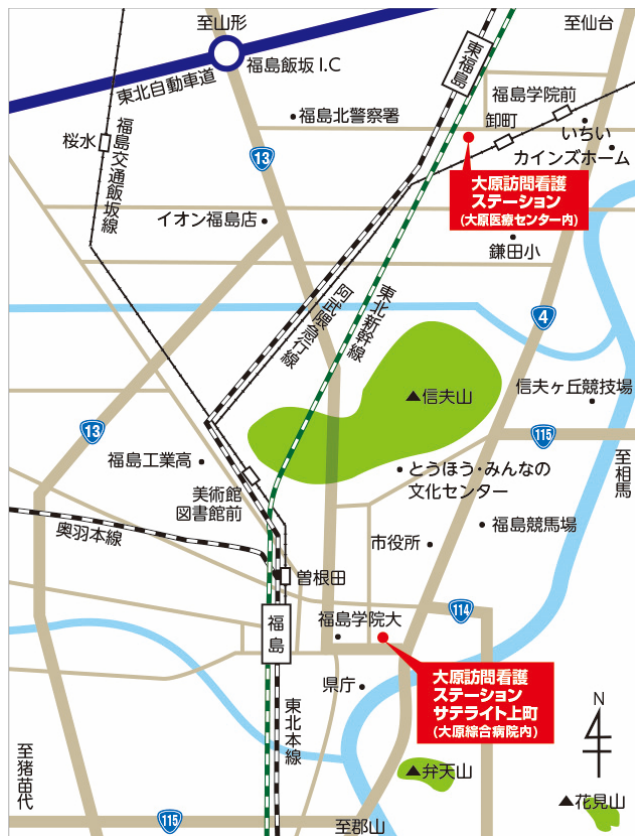 至山形
至仙台
福島飯坂 I.C
東北自動車道
東福島
福島学院前
福島北警察署
卸町
いちい
カインズホーム
桜水
福島交通飯坂線
13
大原訪問看護
ステーション
(大原医療センター内)
イオン福島店
鎌田小
阿武隈急行線
東北新幹線
4
信夫山
信夫ヶ丘競技場
13
115
至相馬
福島工業高
とうほう・みんなの
文化センター
美術館
図書館前
福島競馬場
奥羽本線
市役所
曽根田
114
福島
福島学院大
大原訪問看護
ステーション
サテライト上町
(大原綜合病院内)
県庁
東北本線
N
至猪苗代
弁天山
花見山
115
至郡山